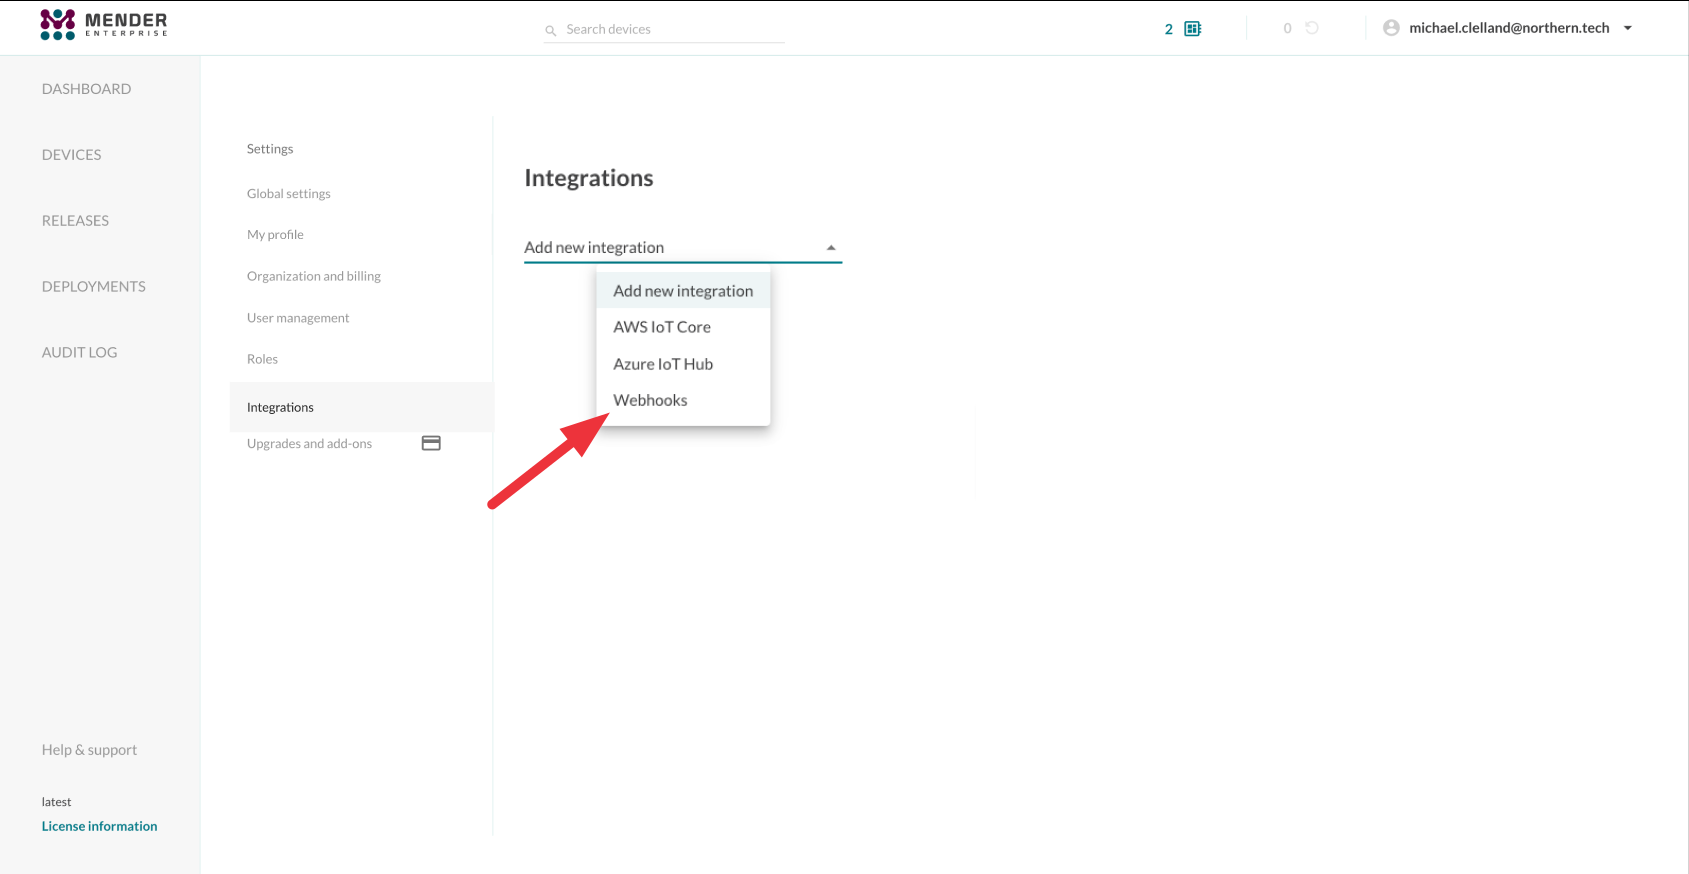 MENDER
ENTERPRISE
Search devices
2
0
michael.clelland@northern.tech
DASHBOARD
DEVICES
RELEASES
DEPLOYMENTS
AUDIT LOG
Help & support
latest
License information
Settings
Global settings
My profile
Organization and billing
User management
Roles
Integrations
Upgrades and add-ons
Integrations
Add new integration
Add new integration
AWS IoT Core
Azure IoT Hub
Webhooks